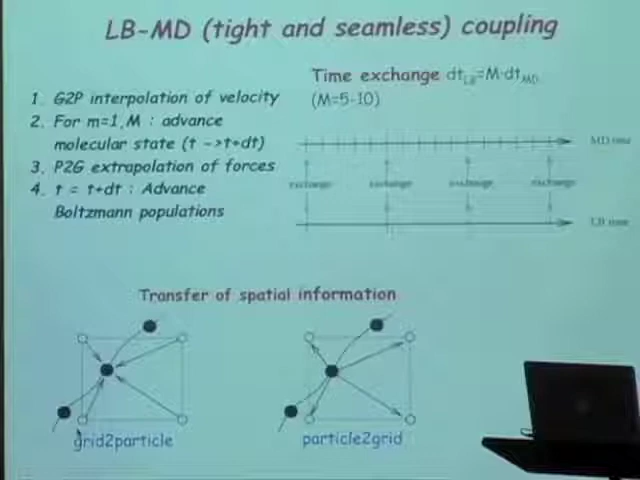 LB-MD (tight and seamless) coupling
1. G2P interpolation of velocity
2. For m=1,M : advance
molecular state (t ->t+dt)
3. P2G extrapolation of forces
4. t = t+dt : Advance
Boltzmann populations
Time exchange dtLB=M·dtMD
(M=5-10)
MD time
exchange exchange exchange exchange
LB time
Transfer of spatial information
grid2particle
particle2grid